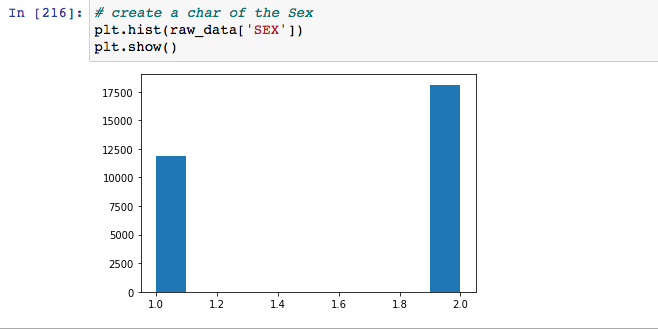 In [216]: # create a char of the Sex
plt.hist(raw_data['SEX'])
plt.show()
17500
15000
12500
10000
7500
5000
2500
0
1.0 1.2 1.4 1.6 1.8 2.0